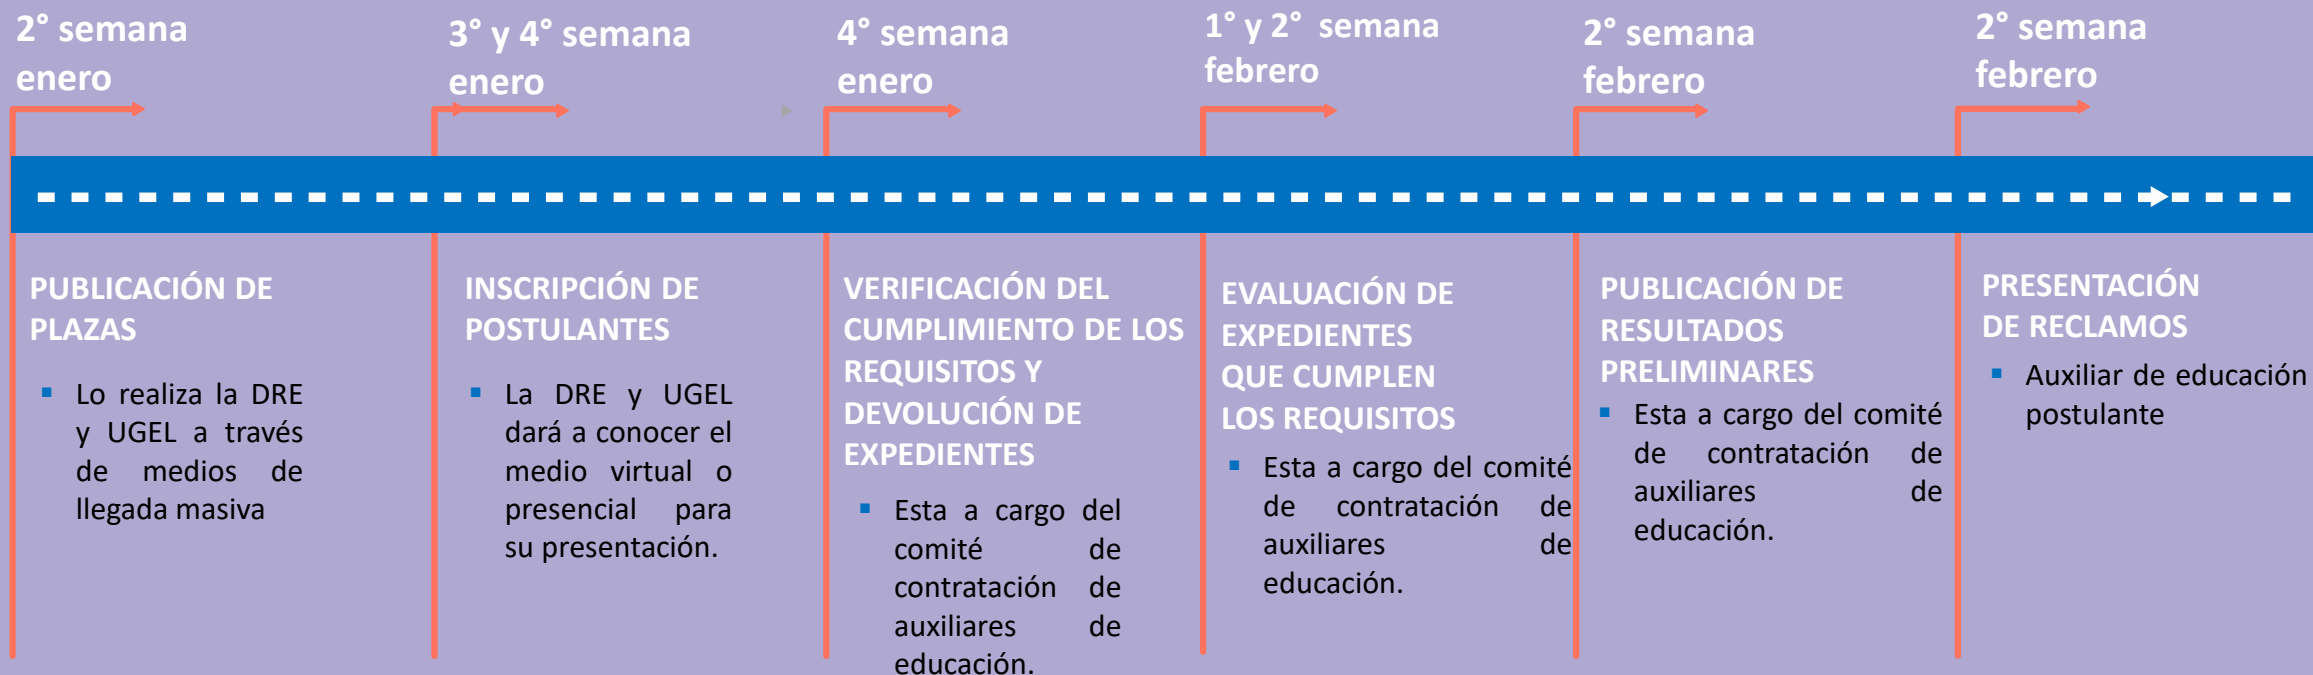 2° semana
enero
3° y 4° semana
enero
4° semana
enero
1° y 2° semana
febrero
2° semana
febrero
2° semana
febrero
PUBLICACIÓN DE
PLAZAS
▪ Lo realiza la DRE
y UGEL a través
de medios de
llegada masiva
INSCRIPCIÓN DE
POSTULANTES
▪ La DRE y UGEL
dará a conocer el
medio virtual o
presencial para
su presentación.
VERIFICACIÓN DEL
CUMPLIMIENTO DE LOS
REQUISITOS Y
DEVOLUCIÓN DE
EXPEDIENTES
▪ Esta a cargo del
comité de
contratación de
auxiliares de
educación.
EVALUACIÓN DE
EXPEDIENTES
QUE CUMPLEN
LOS REQUISITOS
▪ Esta a cargo del comité
de contratación de
auxiliares de
educación.
PUBLICACIÓN DE
RESULTADOS
PRELIMINARES
▪ Esta a cargo del comité
de contratación de
auxiliares de
educación.
PRESENTACIÓN
DE RECLAMOS
▪ Auxiliar de educación
postulante